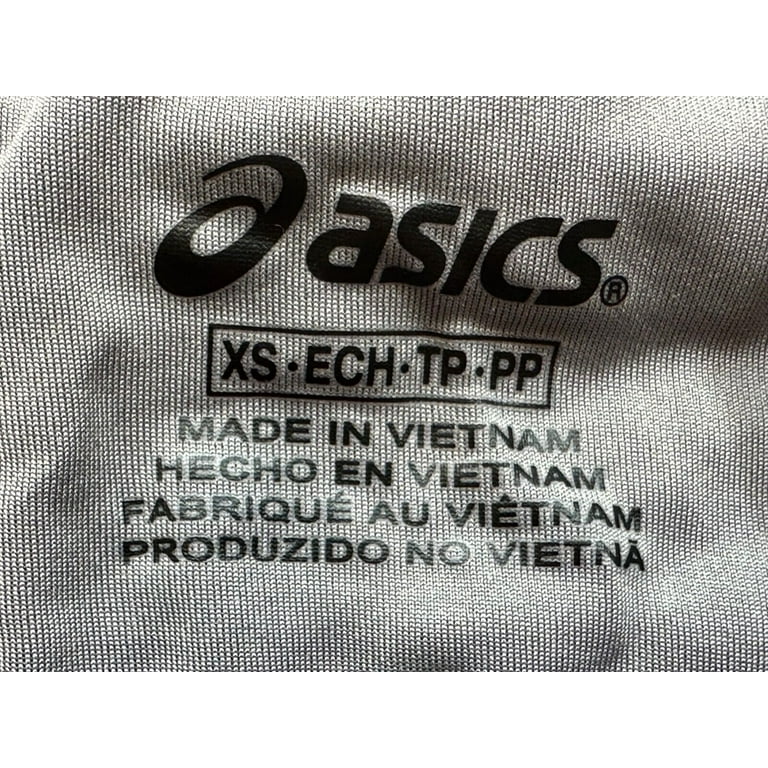 asics®
XS·ECH·TP·PP
MADE IN VIETNAM
HECHO EN VIETNAM
FABRIQUÉ AU VIÊTNAM
PRODUZIDO NO VIETNÃ